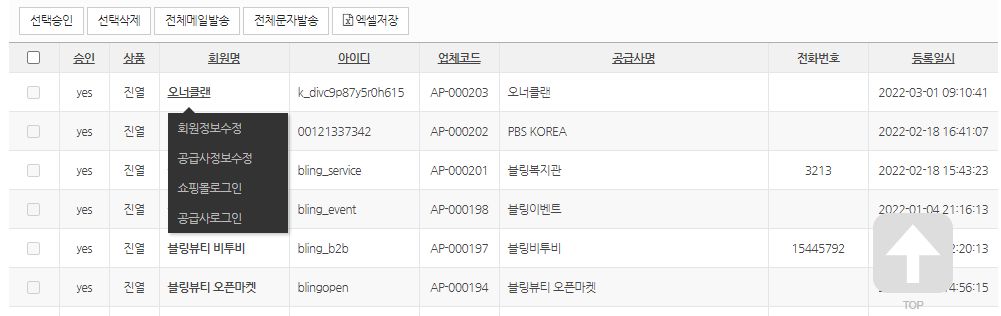 선택승인 선택삭제 전체메일발송 전체문자발송 엑셀저장
승인 상품 회원명 아이디 업체코드 공급사명 전화번호 등록일시
yes 진열 오너클랜 k_divc9p87y5r0h615 AP-000203 오너클랜 2022-03-01 09:10:41
yes 진열 회원정보수정 00121337342 AP-000202 PBS KOREA 2022-02-18 16:41:07
공급사정보수정
yes 진열 bling_service AP-000201 블링복지관 3213 2022-02-18 15:43:23
쇼핑몰로그인
yes 진열 공급사로그인 bling_event AP-000198 블링이벤트 2022-01-04 21:16:13
yes 진열 블링뷰티 비투비 bling_b2b AP-000197 블링비투비 15445792 2:20:13
yes 진열 블링뷰티 오픈마켓 blingopen AP-000194 블링뷰티 오픈마켓 4:56:15
TOP